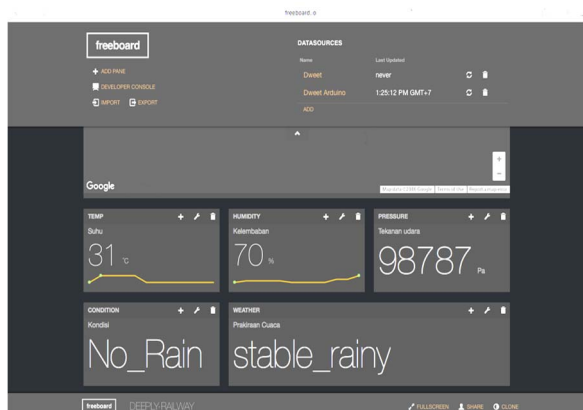 freeboard. o
freeboard
ADD PANE
DEVELOPER CONSOLE
IMPORT EXPORT
DATASOURCES
Name Last Updated
Dweet never
Dweet Arduino 1:25:12 PM GMT+7
ADD
Google
TEMP
Suhu
31 °C
HUMIDITY
Kelembaban
70 %
PRESSURE
Tekanan udara
98787 Pa
CONDITION
Kondisi
No_Rain
WEATHER
Prakiraan Cuaca
stable_rainy
freeboard DEEPLY-RAILWAY
FULLSCREEN SHARE CLONE